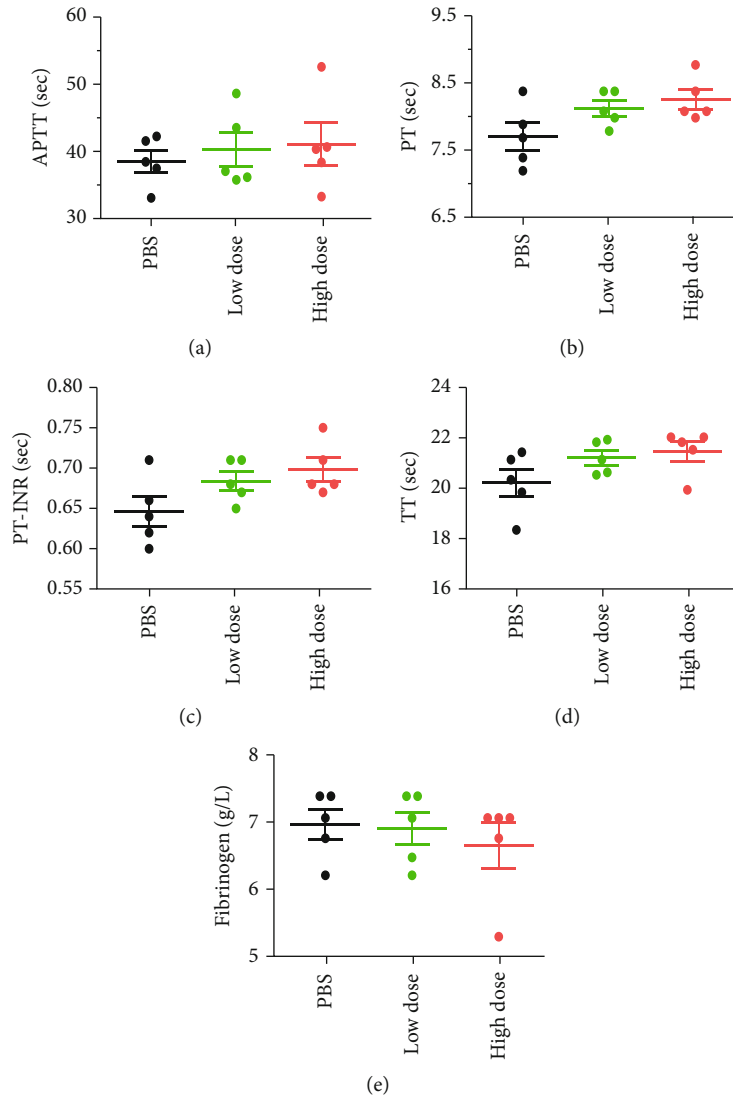 60
50
40
30
APTT (sec)
PBS
Low dose
High dose
(a)
9.5
8.5
7.5
6.5
PT (sec)
PBS
Low dose
High dose
(b)
0.80
0.75
0.70
0.65
0.60
0.55
PT-INR (sec)
PBS
Low dose
High dose
(c)
24
22
20
18
16
TT (sec)
PBS
Low dose
High dose
(d)
8
7
6
5
Fibrinogen (g/L)
PBS
Low dose
High dose
(e)